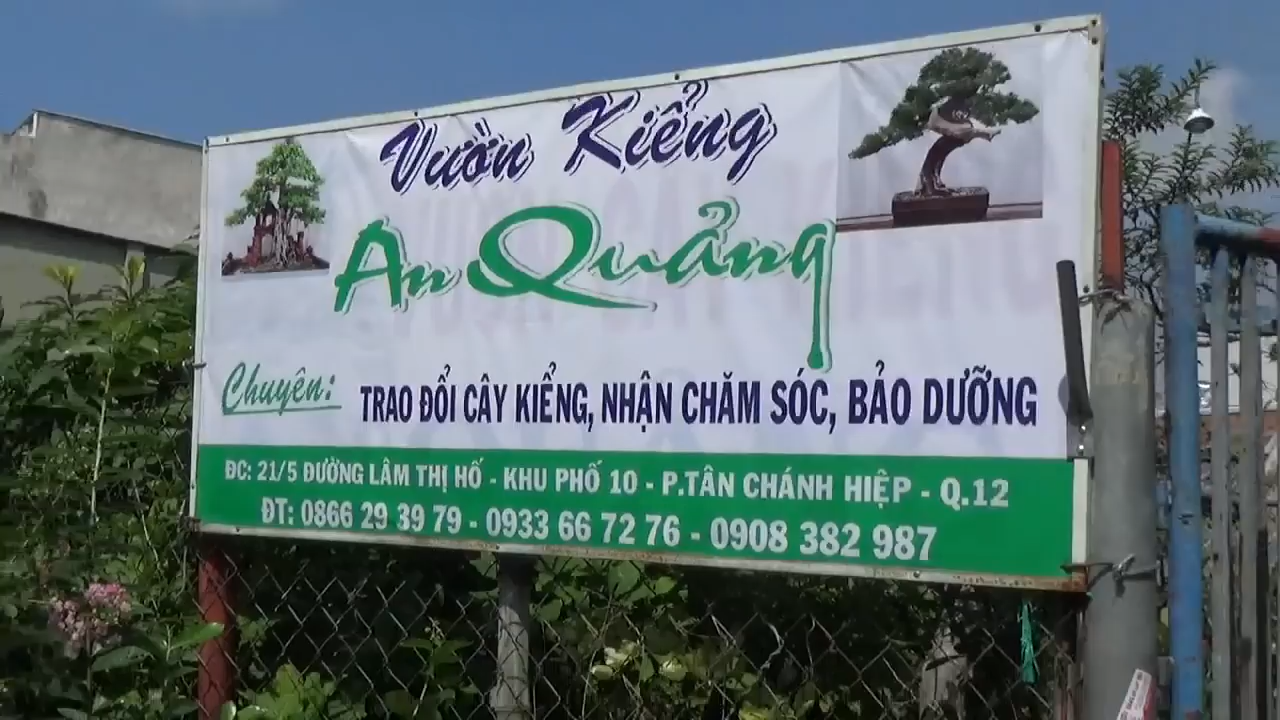 Vườn Kiểng
An Quảng
Chuyên: TRAO ĐỔI CÂY KIỂNG, NHẬN CHĂM SÓC, BẢO DƯỠNG
ĐC: 21/5 ĐƯỜNG LÂM THỊ HỐ - KHU PHỐ 10 - P.TÂN CHÁNH HIỆP - Q.12
ĐT: 0866 29 39 79 - 0933 66 72 76 - 0908 382 987